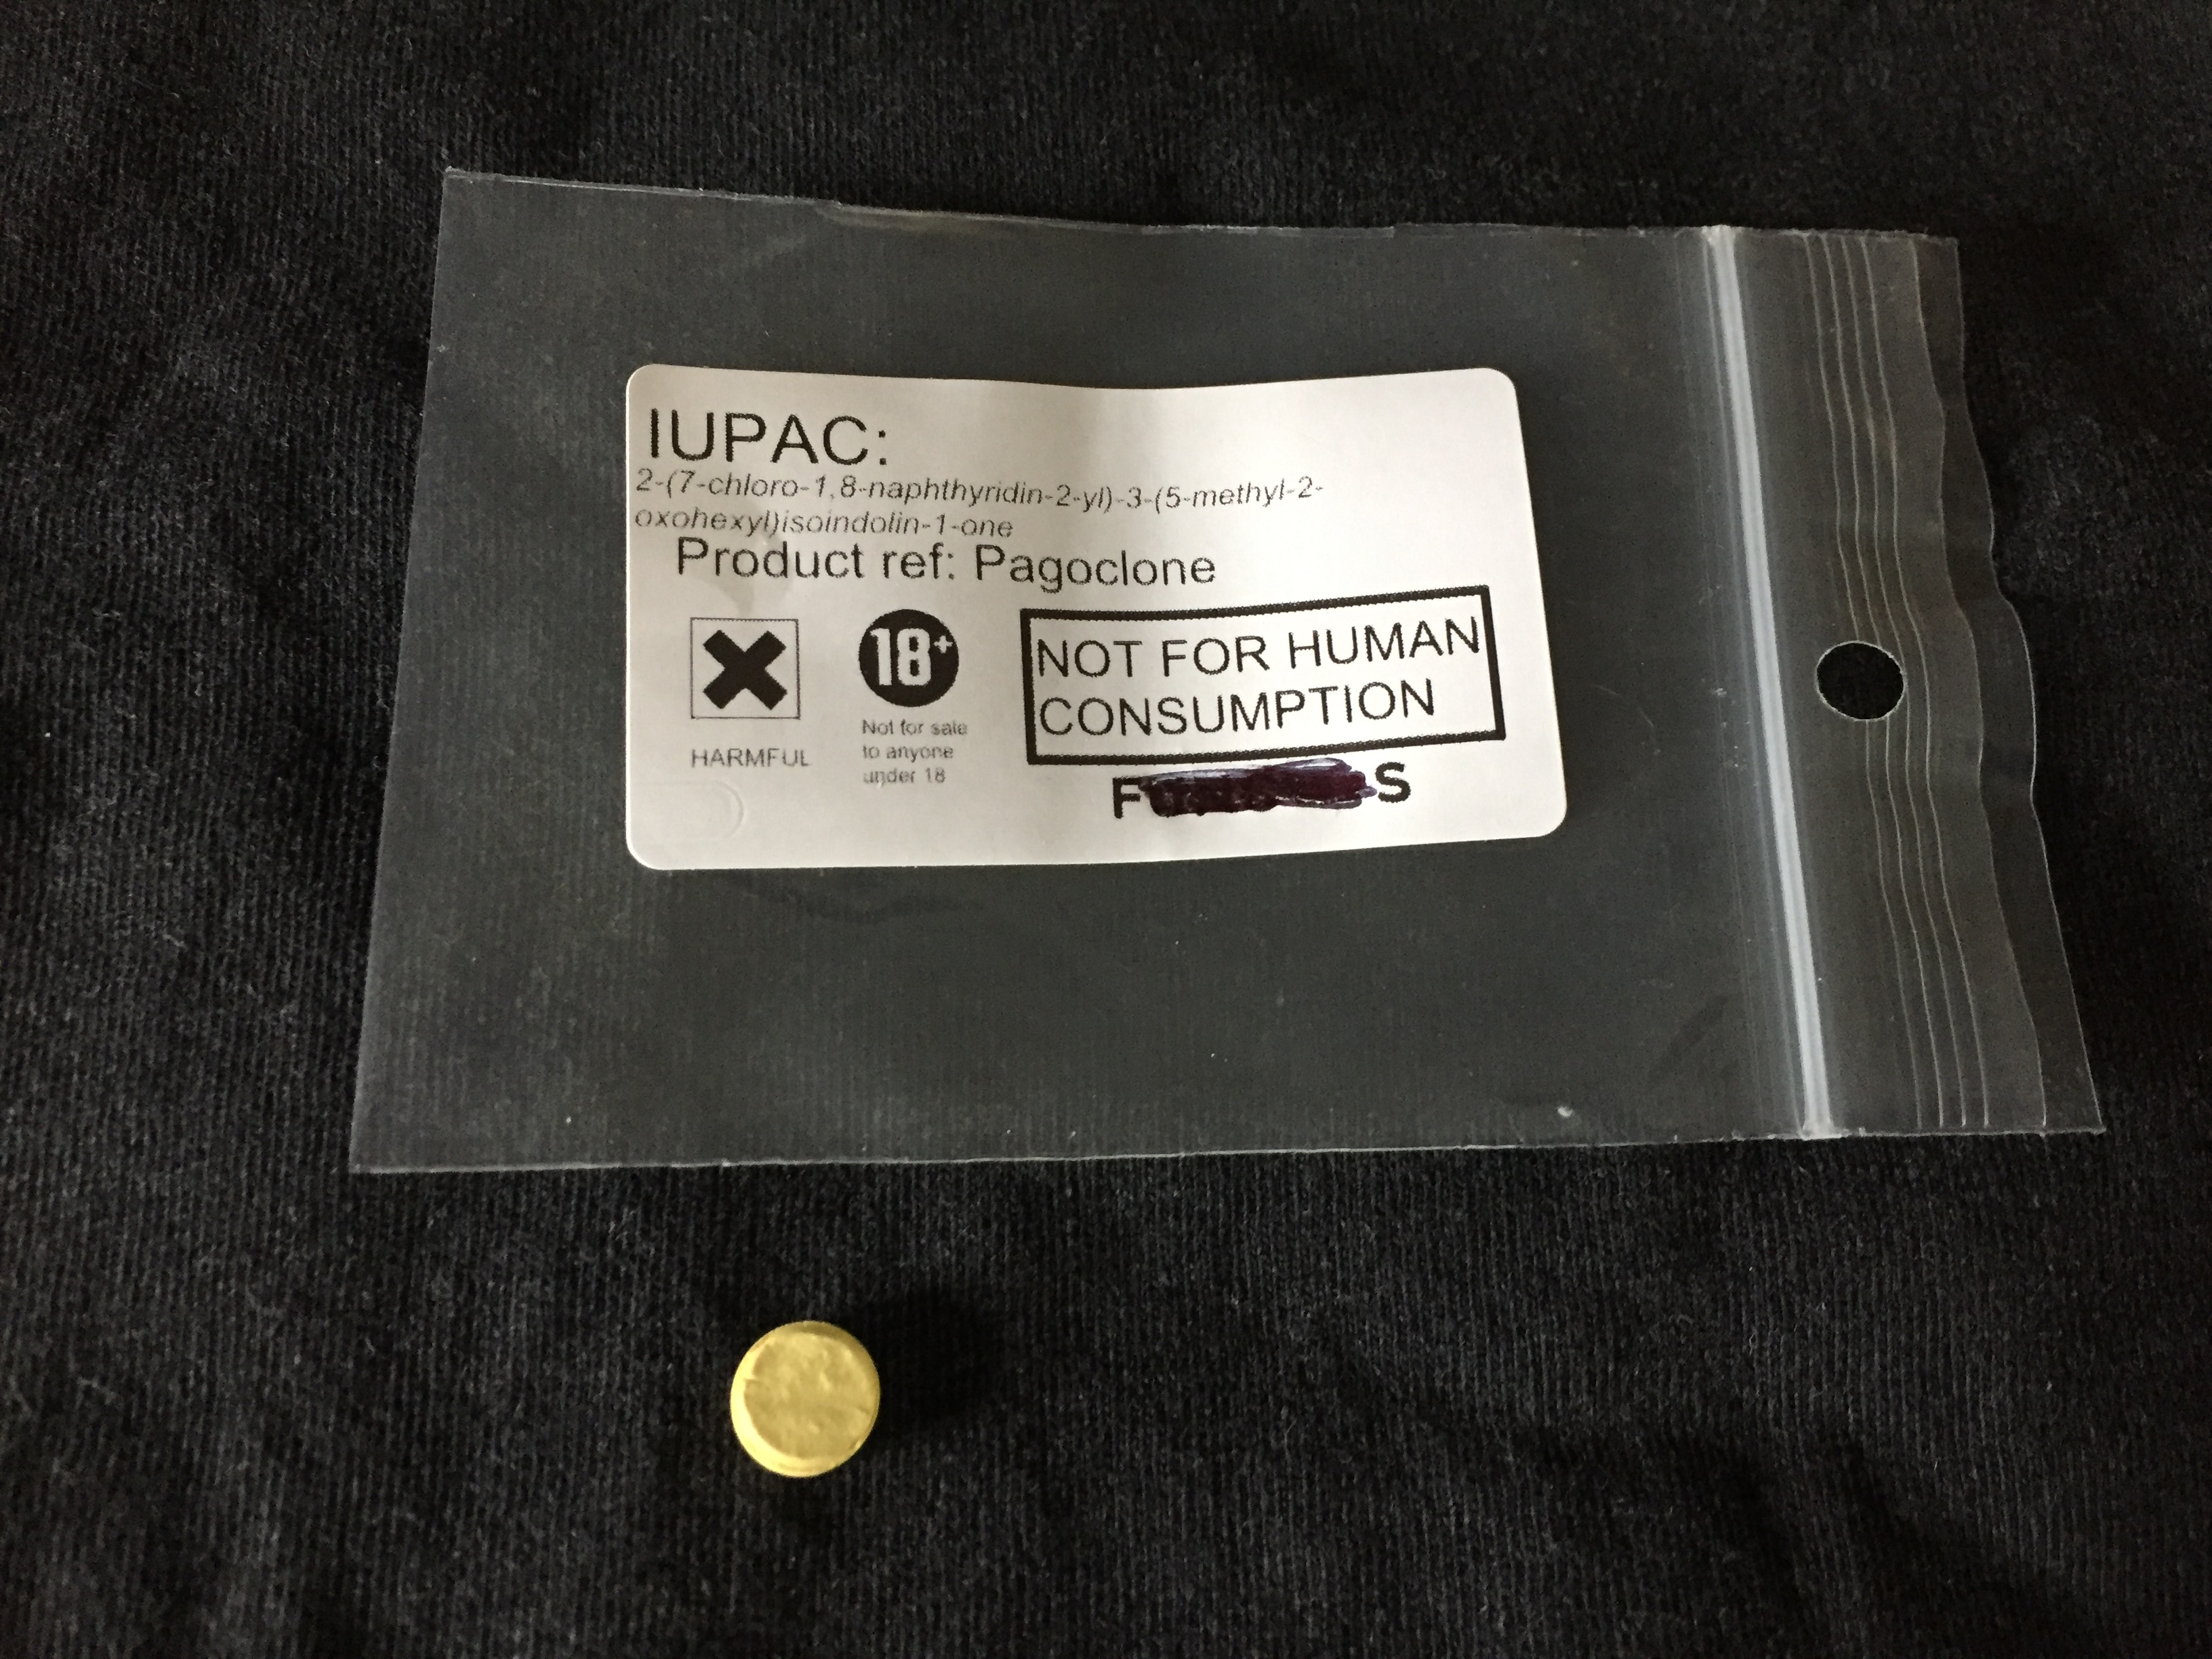 IUPAC:
2-(7-chloro-1,8-naphthyridin-2-yl)-3-(5-methyl-2-
oxohexyl)isoindolin-1-one
Product ref: Pagoclone
HARMFUL
18+
Not for sale
to anyone
under 18
NOT FOR HUMAN
CONSUMPTION
F S